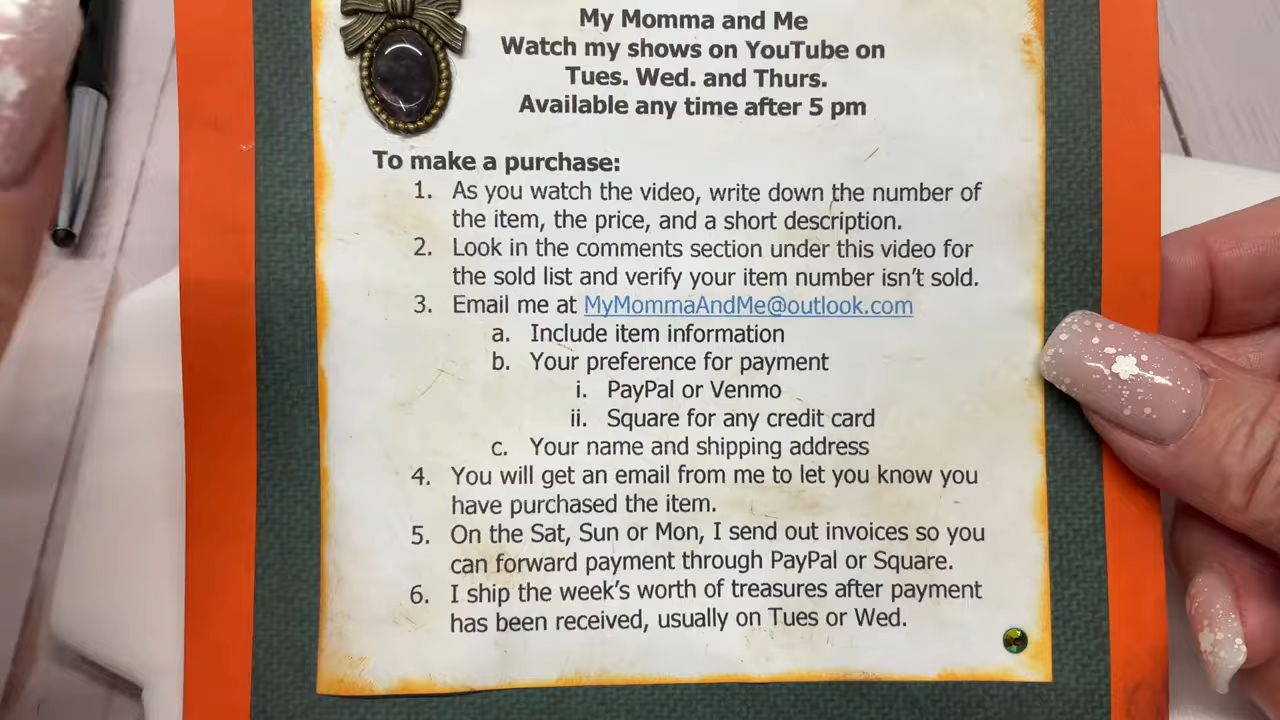 My Momma and Me
Watch my shows on YouTube on
Tues. Wed. and Thurs.
Available any time after 5 pm
To make a purchase:
1. As you watch the video, write down the number of
the item, the price, and a short description.
2. Look in the comments section under this video for
the sold list and verify your item number isn't sold.
3. Email me at MyMommaAndMe@outlook.com
a. Include item information
b. Your preference for payment
i. PayPal or Venmo
ii. Square for any credit card
c. Your name and shipping address
4. You will get an email from me to let you know you
have purchased the item.
5. On the Sat, Sun or Mon, I send out invoices so you
can forward payment through PayPal or Square.
6. I ship the week's worth of treasures after payment
has been received, usually on Tues or Wed.